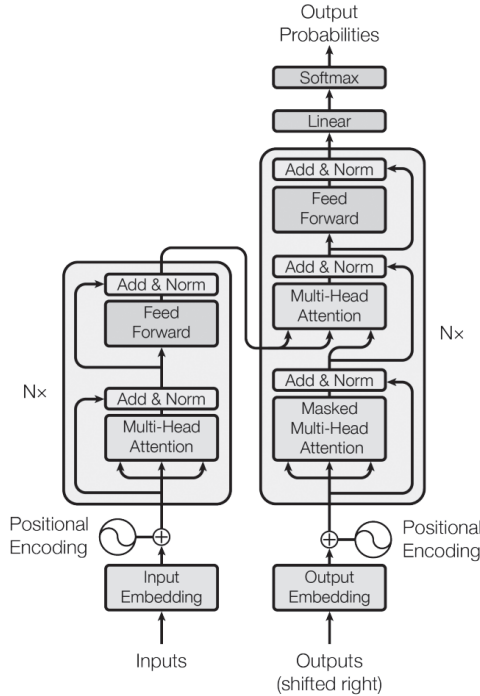 Output
Probabilities
Softmax
Linear
Add & Norm
Feed
Forward
Add & Norm
Multi-Head
Attention
Add & Norm
Masked
Multi-Head
Attention
N×
Positional
Encoding
Output
Embedding
Outputs
(shifted right)
Add & Norm
Feed
Forward
Add & Norm
Multi-Head
Attention
N×
Positional
Encoding
Input
Embedding
Inputs